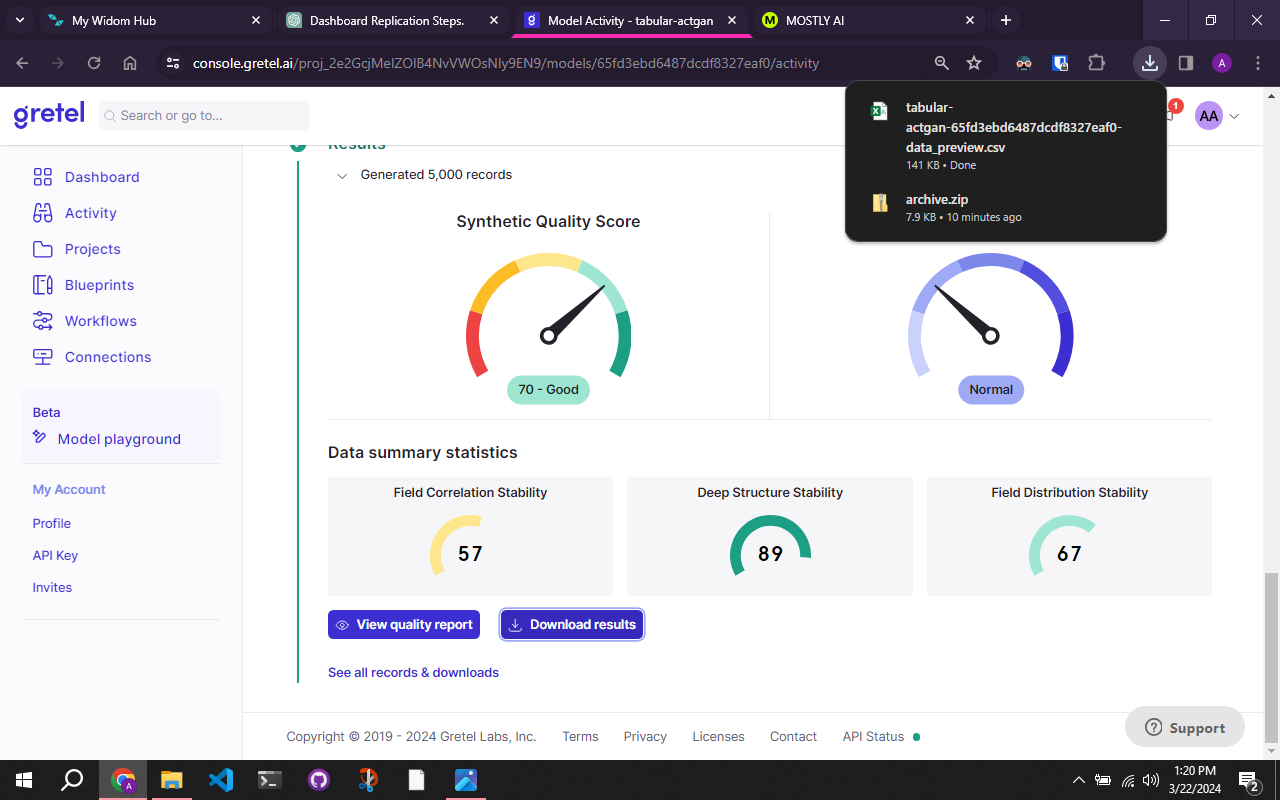 My Widom Hub
Dashboard Replication Steps.
Model Activity - tabular-actgan
MOSTLY AI
console.gretel.ai/proj_2e2GcjMeIZOlB4NvVWOsNIy9EN9/models/65fd3ebd6487dcdf8327eaf0/activity
A
tabular-
actgan-65fd3ebd6487dcdf8327eaf0-
data_preview.csv
141 KB • Done
archive.zip
7.9 KB • 10 minutes ago
gretel
Search or go to...
1
AA
Dashboard
Activity
Projects
Blueprints
Workflows
Connections
Beta
Model playground
My Account
Profile
API Key
Invites
Results
Generated 5,000 records
Synthetic Quality Score
70 - Good
Normal
Data summary statistics
Field Correlation Stability
57
Deep Structure Stability
89
Field Distribution Stability
67
View quality report
Download results
See all records & downloads
Copyright © 2019 - 2024 Gretel Labs, Inc.
Terms
Privacy
Licenses
Contact
API Status
Support
A
1:20 PM
3/22/2024
2